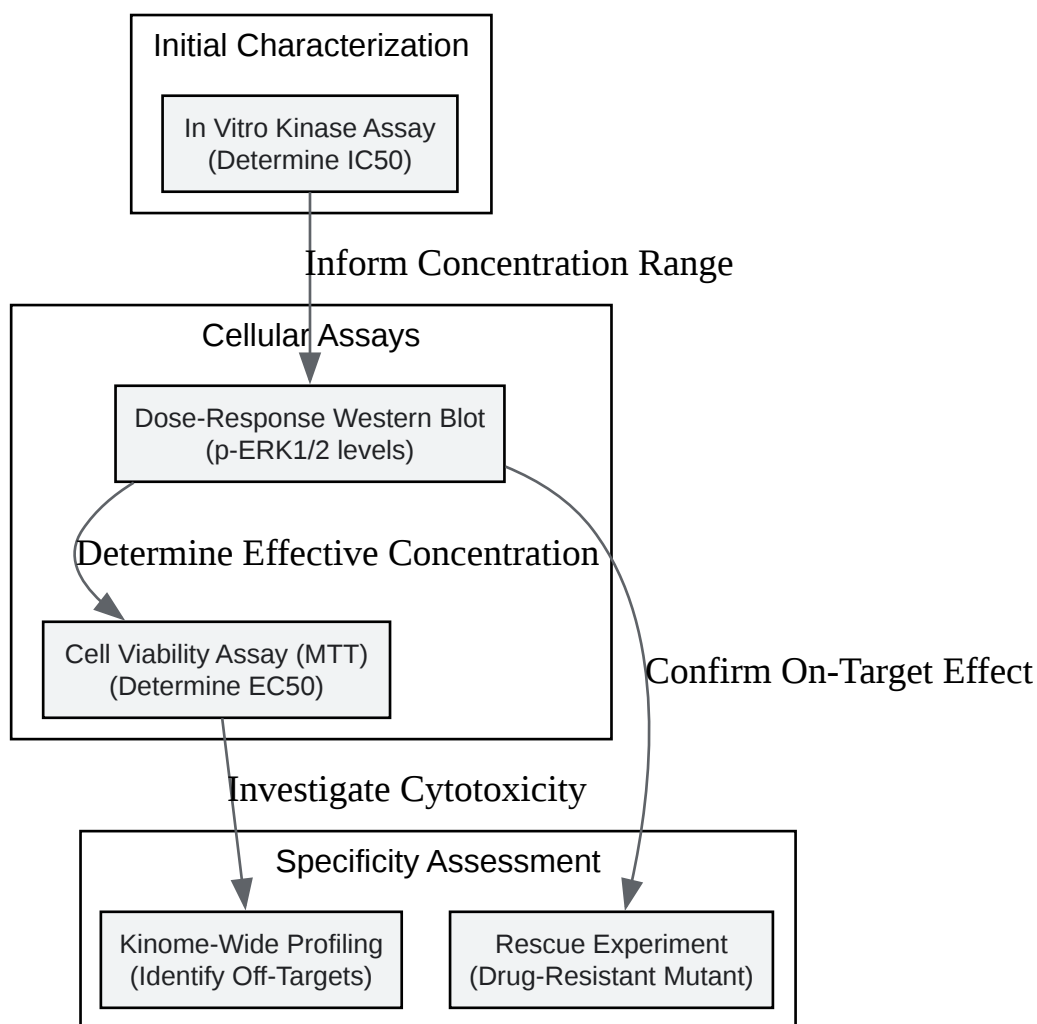 Initial Characterization
In Vitro Kinase Assay
(Determine IC50)
Inform Concentration Range
Cellular Assays
Dose-Response Western Blot
(p-ERK1/2 levels)
Determine Effective Concentration
Cell Viability Assay (MTT)
(Determine EC50)
Confirm On-Target Effect
Investigate Cytotoxicity
Specificity Assessment
Kinome-Wide Profiling
(Identify Off-Targets)
Rescue Experiment
(Drug-Resistant Mutant)